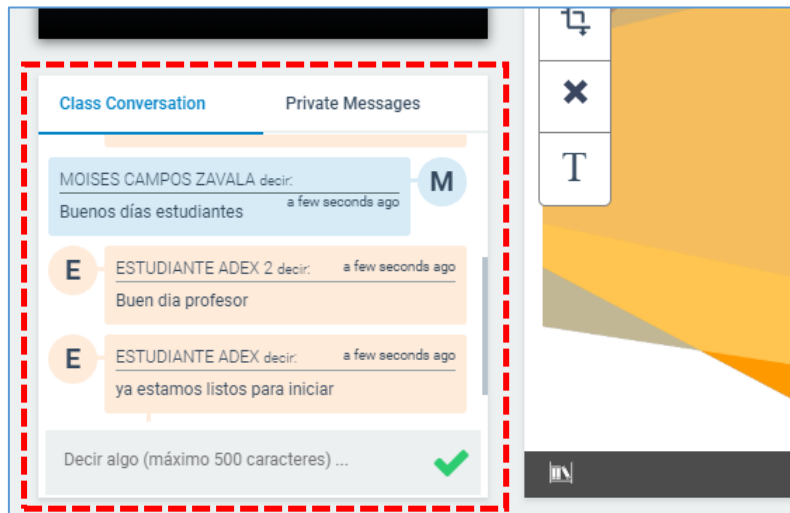 Class Conversation
Private Messages
MOISES CAMPOS ZAVALA decir:
a few seconds ago
Buenos días estudiantes
M
E
ESTUDIANTE ADEX 2 decir:
a few seconds ago
Buen dia profesor
E
ESTUDIANTE ADEX decir:
a few seconds ago
ya estamos listos para iniciar
Decir algo (máximo 500 caracteres) ...
T